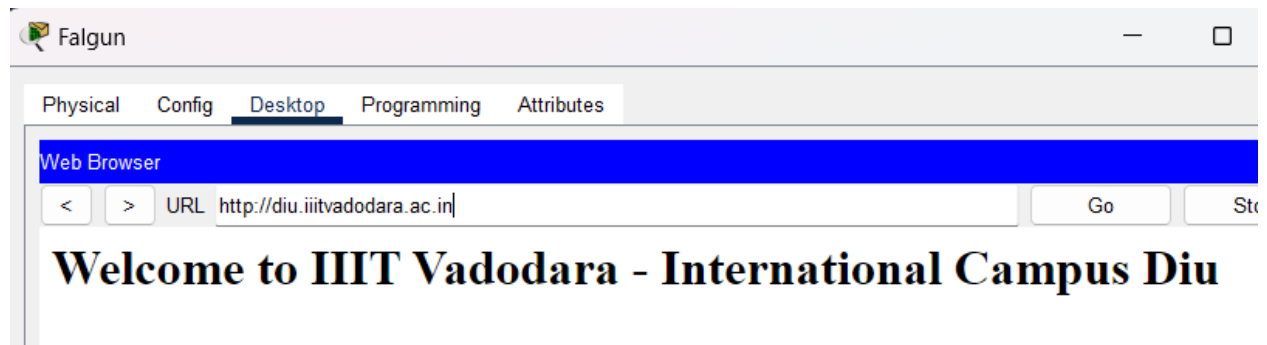 Falgun
Physical Config Desktop Programming Attributes
Web Browser
< > URL http://diu.iiitvadodara.ac.in Go Sto
Welcome to IIIT Vadodara - International Campus Diu